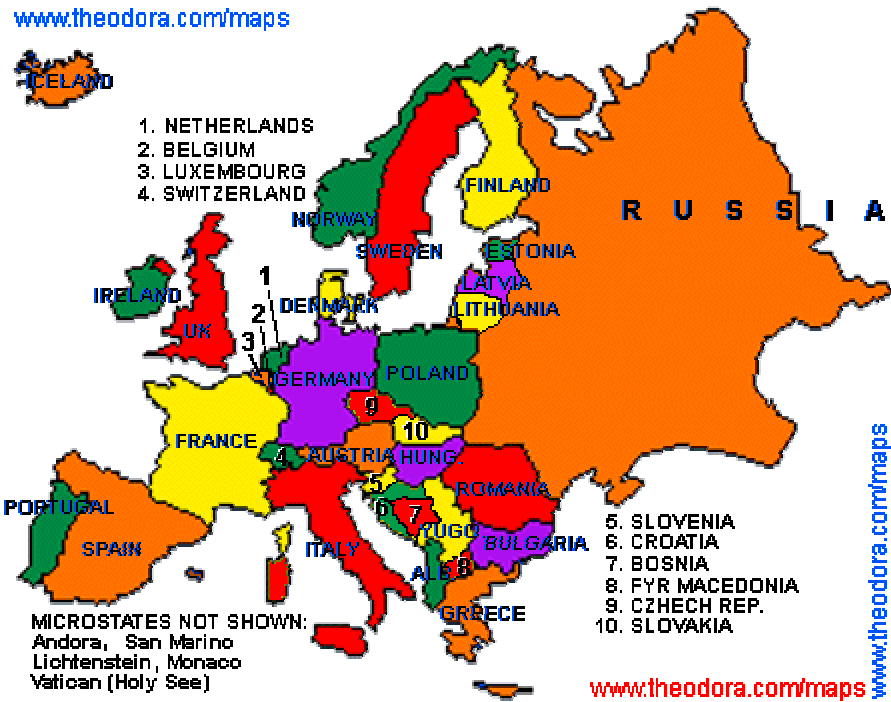 www.theodora.com/maps
ICELAND
1. NETHERLANDS
2. BELGIUM
3. LUXEMBOURG
4. SWITZERLAND
FINLAND
R U S S I A
NORWAY
SWEDEN
ESTONIA
LATVIA
LITHUANIA
IRELAND
UK
DENMARK
1
2
3
GERMANY
POLAND
9
10
FRANCE
4
AUSTRIA
HUNG.
5
6
7
ROMANIA
YUGO
BULGARIA
PORTUGAL
SPAIN
ITALY
ALB
8
GREECE
5. SLOVENIA
6. CROATIA
7. BOSNIA
8. FYR MACEDONIA
9. CZHECH REP.
10. SLOVAKIA
MICROSTATES NOT SHOWN:
Andora, San Marino
Lichtenstein, Monaco
Vatican (Holy See)
www.theodora.com/maps
www.theodora.com/maps